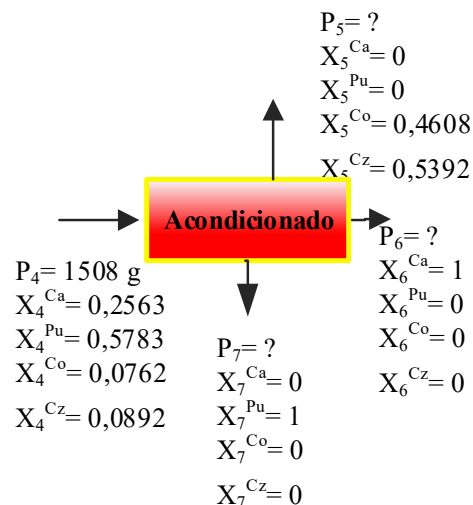 P₅= ?
X₅ᶜᵃ= 0
X₅ᴾᵘ= 0
X₅ᶜᵒ= 0,4608
X₅ᶜᶻ= 0,5392
Acondicionado
P₄= 1508 g
X₄ᶜᵃ= 0,2563
X₄ᴾᵘ= 0,5783
X₄ᶜᵒ= 0,0762
X₄ᶜᶻ= 0,0892
P₇= ?
X₇ᶜᵃ= 0
X₇ᴾᵘ= 1
X₇ᶜᵒ= 0
X₇ᶜᶻ= 0
P₆= ?
X₆ᶜᵃ= 1
X₆ᴾᵘ= 0
X₆ᶜᵒ= 0
X₆ᶜᶻ= 0